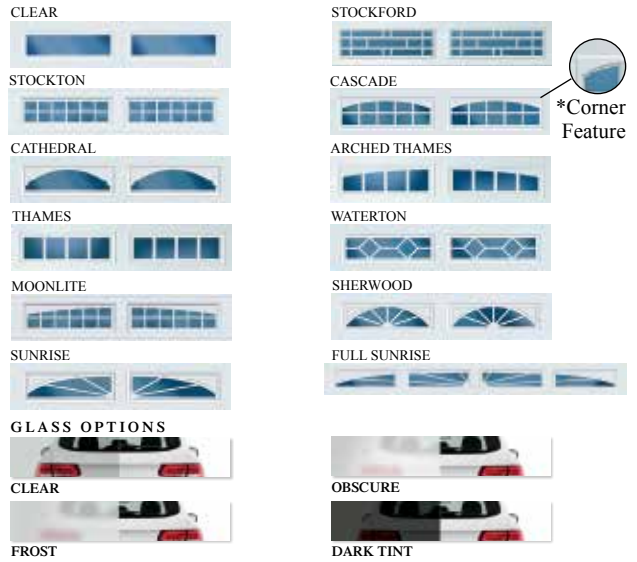 CLEAR
STOCKFORD
STOCKTON
CASCADE
*Corner
Feature
CATHEDRAL
ARCHED THAMES
THAMES
WATERTON
MOONLITE
SHERWOOD
SUNRISE
FULL SUNRISE
GLASS OPTIONS
CLEAR
OBSCURE
FROST
DARK TINT